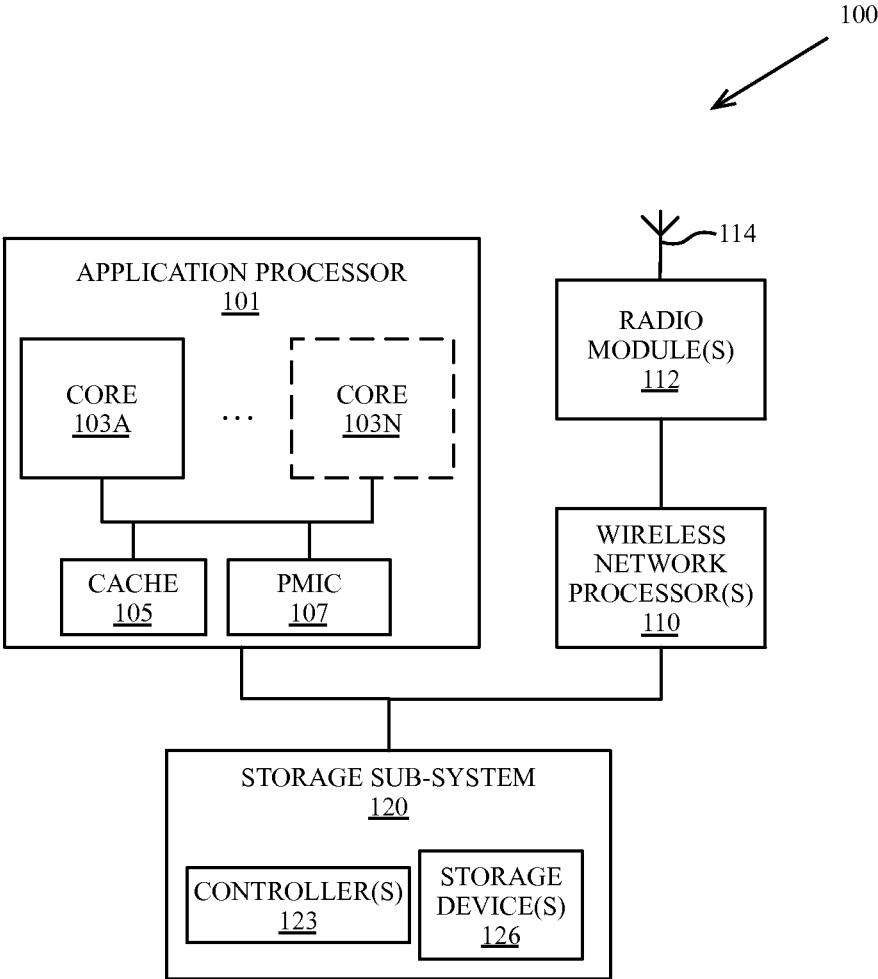 100
114
APPLICATION PROCESSOR
101
RADIO
MODULE(S)
112
CORE
103A
...
CORE
103N
WIRELESS
NETWORK
PROCESSOR(S)
110
CACHE
105
PMIC
107
STORAGE SUB-SYSTEM
120
CONTROLLER(S)
123
STORAGE
DEVICE(S)
126